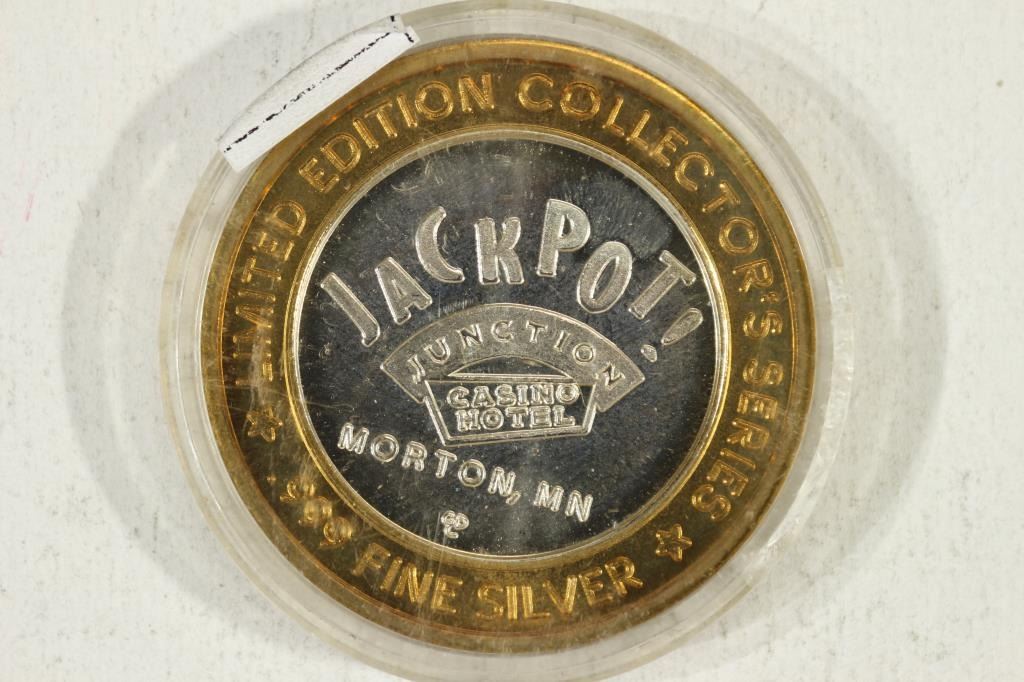 LIMITED EDITION COLLECTOR'S SERIES
JACKPOT!
JUNCTION
CASINO
HOTEL
MORTON, MN
.999 FINE SILVER